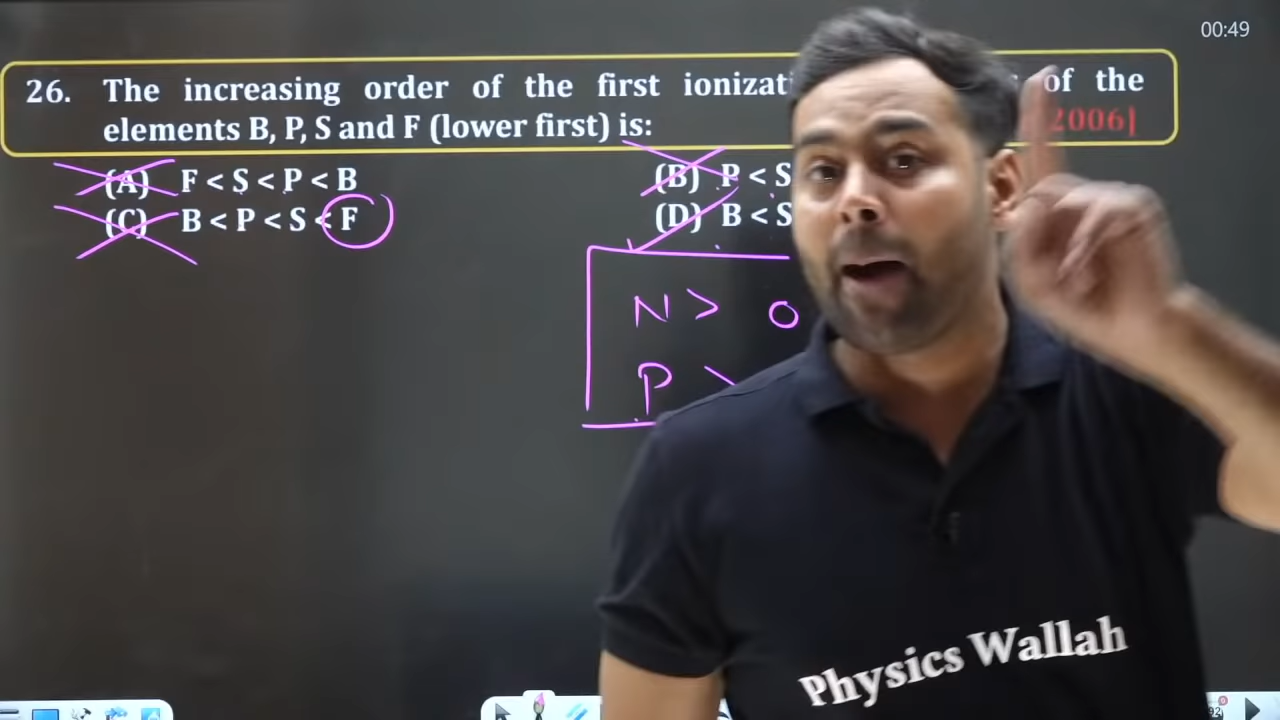 00:49
26. The increasing order of the first ionizati of the
elements B, P, S and F (lower first) is: 2006]
(A) F < S < P < B (B) P < S
(C) B < P < S < F (D) B < S
N > O
P >
Physics Wallah